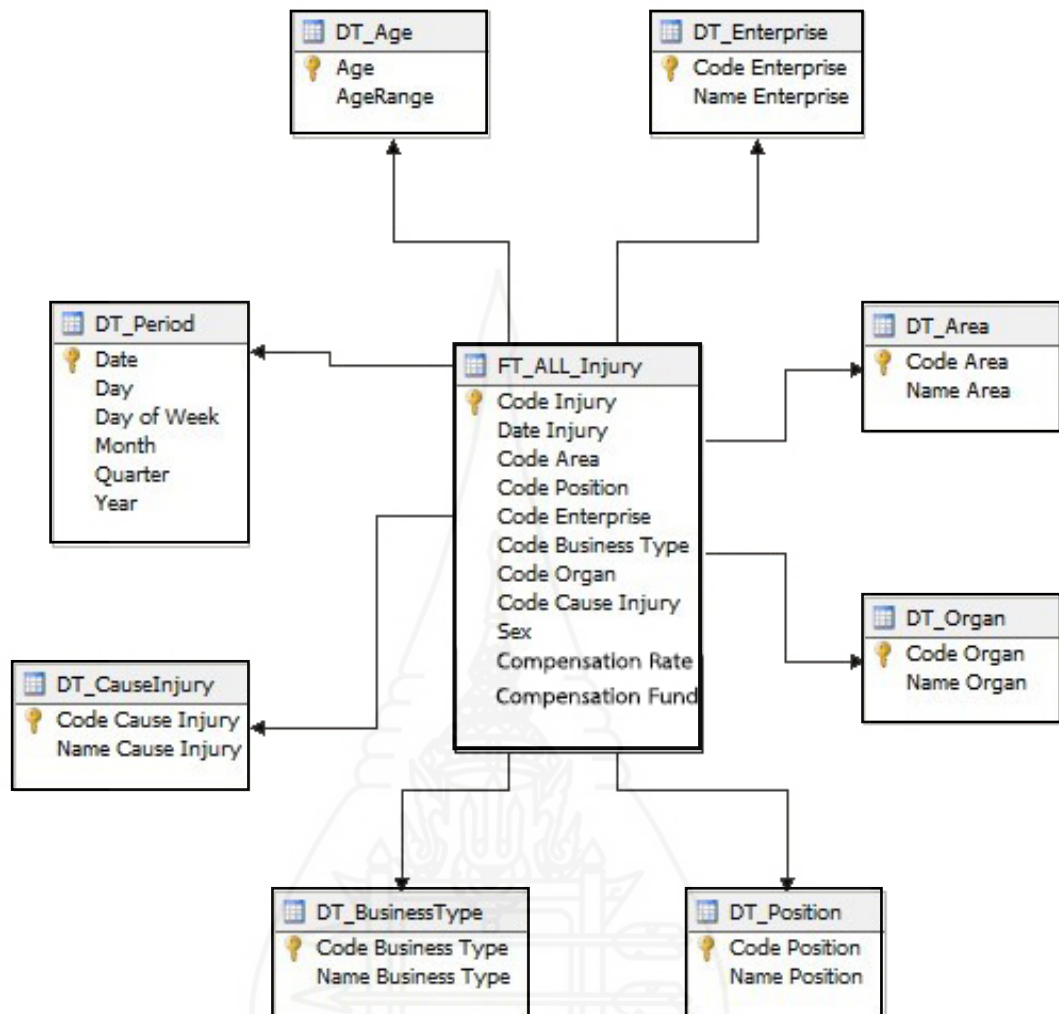 DT_Age
Age
AgeRange
DT_Enterprise
Code Enterprise
Name Enterprise
DT_Period
Date
Day
Day of Week
Month
Quarter
Year
FT_ALL_Injury
Code Injury
Date Injury
Code Area
Code Position
Code Enterprise
Code Business Type
Code Organ
Code Cause Injury
Sex
Compensation Rate
Compensation Fund
DT_Area
Code Area
Name Area
DT_Organ
Code Organ
Name Organ
DT_CauseInjury
Code Cause Injury
Name Cause Injury
DT_BusinessType
Code Business Type
Name Business Type
DT_Position
Code Position
Name Position